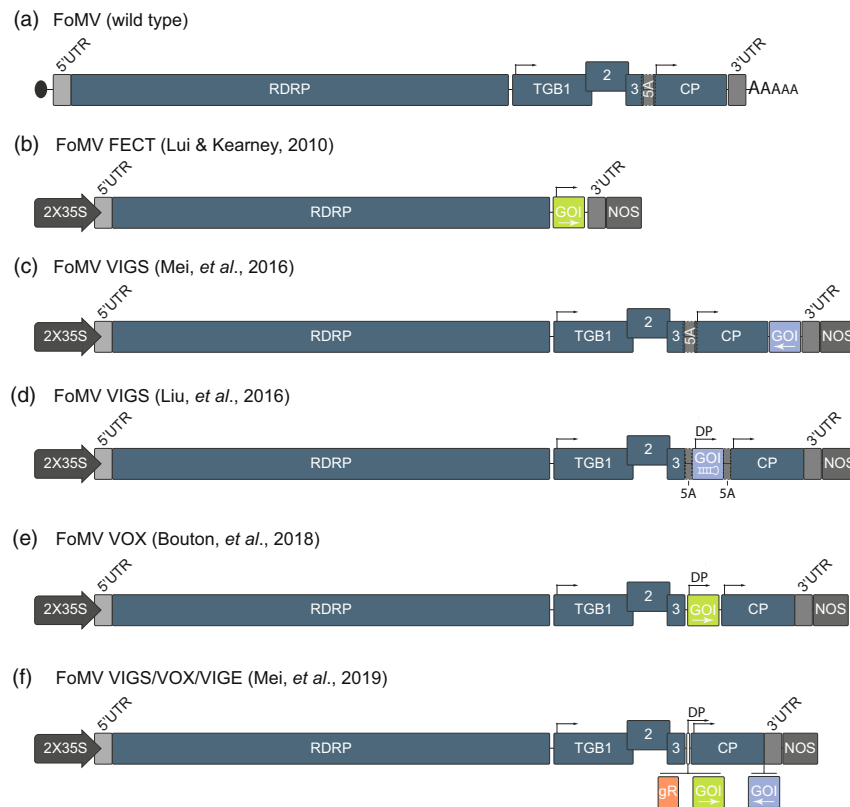 (a) FoMV (wild type)
5'UTR 3'UTR
RDRP TGB1 2 3 5A CP AAAAA
(b) FoMV FECT (Lui & Kearney, 2010)
5'UTR 3'UTR
2X35S RDRP GOI NOS
(c) FoMV VIGS (Mei, et al., 2016)
5'UTR 3'UTR
2X35S RDRP TGB1 2 3 5A CP GOI NOS
(d) FoMV VIGS (Liu, et al., 2016)
5'UTR DP 3'UTR
2X35S RDRP TGB1 2 3 GOI CP NOS
5A 5A
(e) FoMV VOX (Bouton, et al., 2018)
5'UTR DP 3'UTR
2X35S RDRP TGB1 2 3 GOI CP NOS
(f) FoMV VIGS/VOX/VIGE (Mei, et al., 2019)
5'UTR DP 3'UTR
2X35S RDRP TGB1 2 3 CP NOS
gR GOI GOI